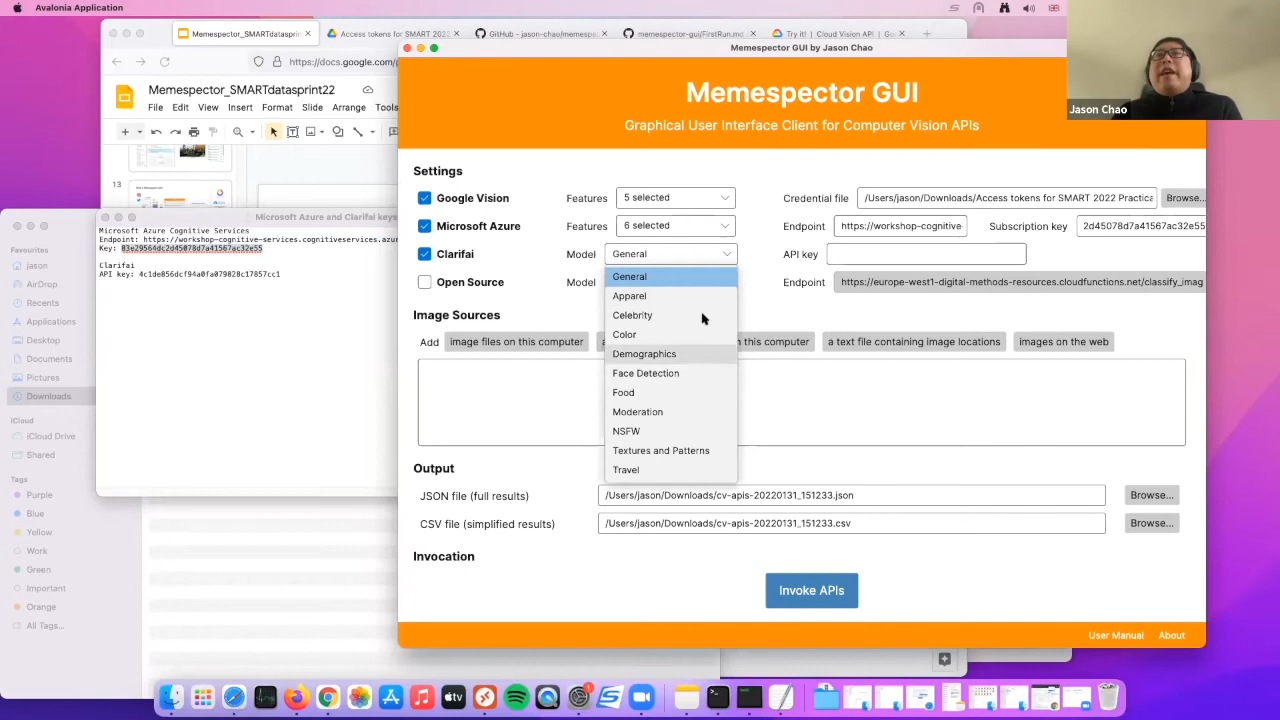 Avalonia Application
Memespector_SMARTdatasprint
Access tokens for SMART 2022
GitHub - jason-chao/memespec
memespector-gui/FirstRun.md
Try it! | Cloud Vision API | Go
https://docs.google.com/
Memespector GUI by Jason Chao
Memespector_SMARTdatasprint22
File Edit View Insert Format Slide Arrange Tools
13
Jason Chao
Memespector GUI
Graphical User Interface Client for Computer Vision APIs
Settings
Google Vision Features 5 selected Credential file /Users/jason/Downloads/Access tokens for SMART 2022 Practica Browse...
Microsoft Azure Features 6 selected Endpoint https://workshop-cognitive- Subscription key 2d45078d7a41567ac32e55
Clarifai Model General API key
Open Source Model Endpoint https://europe-west1-digital-methods-resources.cloudfunctions.net/classify_imag
General
Apparel
Celebrity
Color
Demographics
Face Detection
Food
Moderation
NSFW
Textures and Patterns
Travel
Image Sources
Add image files on this computer a on this computer a text file containing image locations images on the web
Output
JSON file (full results) /Users/jason/Downloads/cv-apis-20220131_151233.json Browse...
CSV file (simplified results) /Users/jason/Downloads/cv-apis-20220131_151233.csv Browse...
Invocation
Invoke APIs
User Manual About
Microsoft Azure and Clarifai keys
Microsoft Azure Cognitive Services
Endpoint: https://workshop-cognitive-services.cognitiveservices.azur
Key: 83e29564dc2d45078d7a41567ac32e55
Clarifai
API key: 4c1de856dcf94a0fa079828c17857cc1
Favourites
jason
AirDrop
Recents
Applications
Desktop
Documents
Pictures
Downloads
iCloud
iCloud Drive
Shared
Tags
Purple
Blue
Yellow
Work
Green
Important
Orange
All Tags...
tv